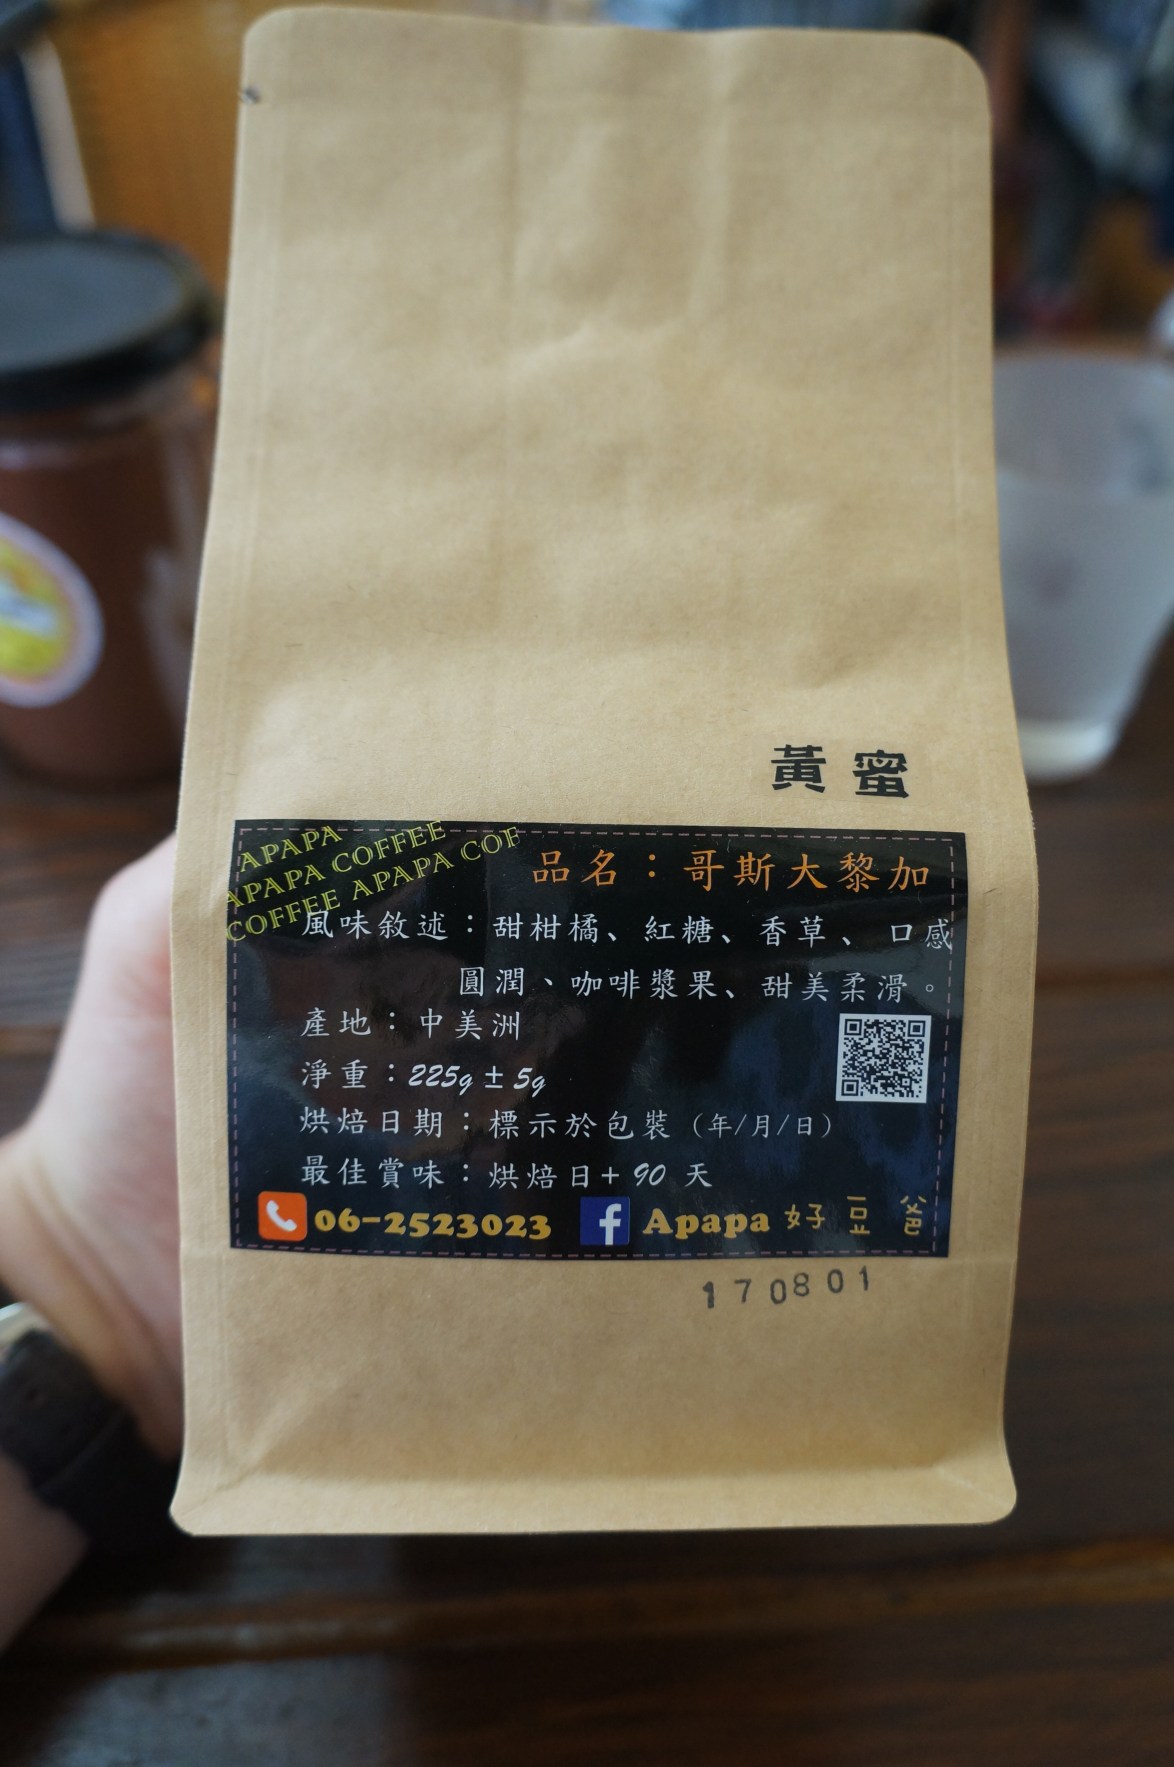 黃蜜
APAPA
APAPA COFFEE
COFFEE APAPA COF
品名：哥斯大黎加
風味敘述：甜柑橘、紅糖、香草、口感
圓潤、咖啡漿果、甜美柔滑。
產地：中美洲
淨重：225g ± 5g
烘焙日期：標示於包裝（年/月/日）
最佳賞味：烘焙日+ 90 天
06-2523023 f Apapa 好豆爸
170801